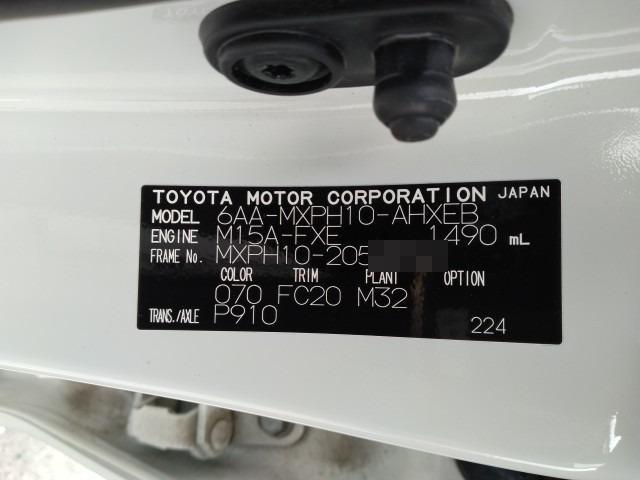 TOYOTA MOTOR CORPORATION JAPAN
MODEL 6AA-MXPH10-AHXEB
ENGINE M15A-FXE 1490 mL
FRAME No. MXPH10-205
COLOR TRIM PLANT OPTION
070 FC20 M32
TRANS./AXLE P910 224